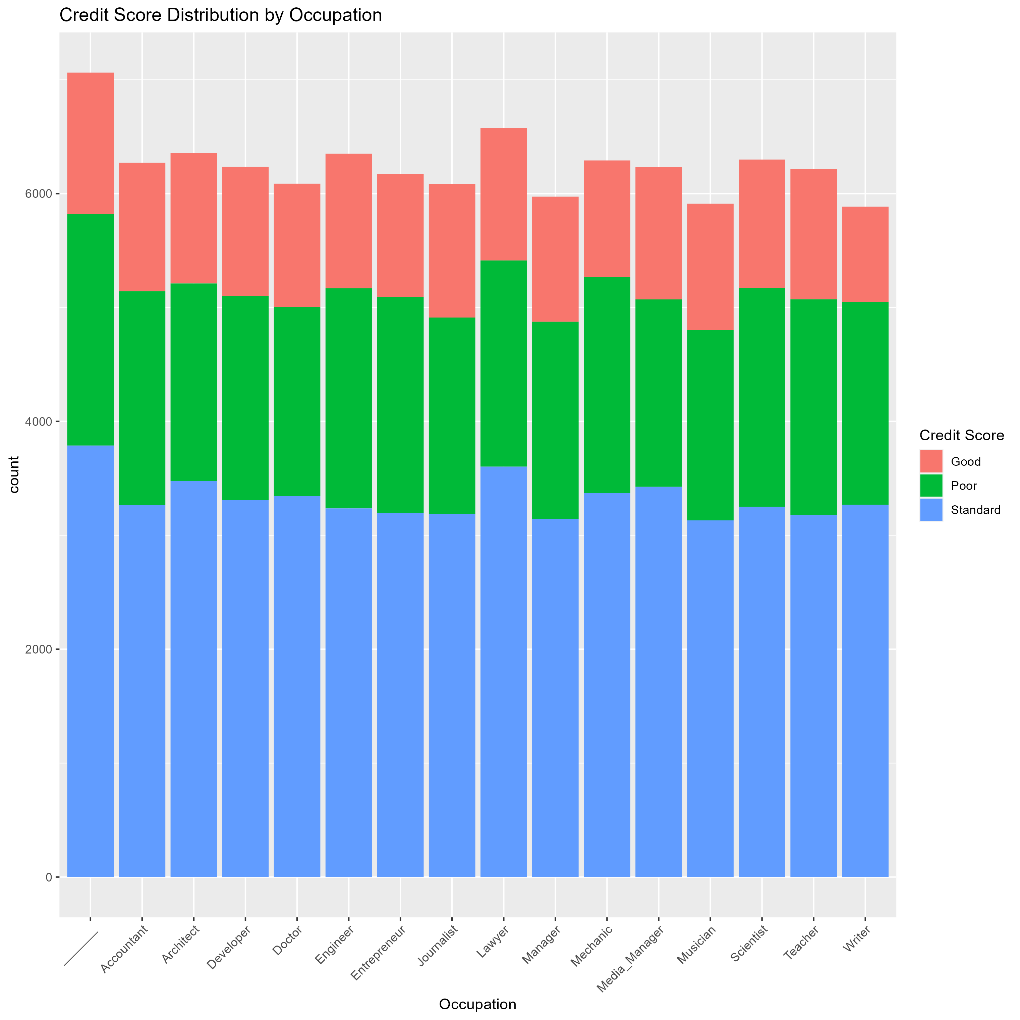 Credit Score Distribution by Occupation
count
6000
4000
2000
0
_______
Accountant
Architect
Developer
Doctor
Engineer
Entrepreneur
Journalist
Lawyer
Manager
Mechanic
Media_Manager
Musician
Scientist
Teacher
Writer
Occupation
Credit Score
Good
Poor
Standard